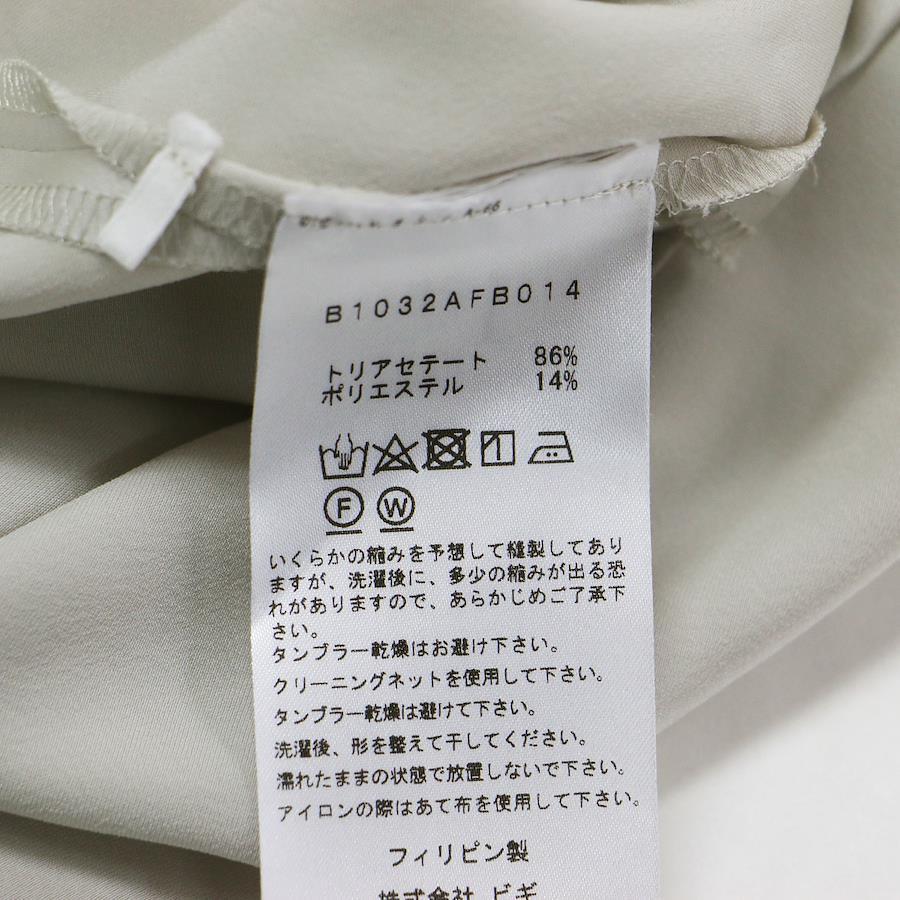 B1032AFB014
トリアセテート 86%
ポリエステル 14%
F W
いくらかの縮みを予想して縫製してあり
ますが、洗濯後に、多少の縮みが出る恐
れがありますので、あらかじめご了承下
さい。
タンブラー乾燥はお避け下さい。
クリーニングネットを使用して下さい。
タンブラー乾燥は避けて下さい。
洗濯後、形を整えて干してください。
濡れたままの状態で放置しないで下さい。
アイロンの際はあて布を使用して下さい。
フィリピン製
株式会社 ビギ